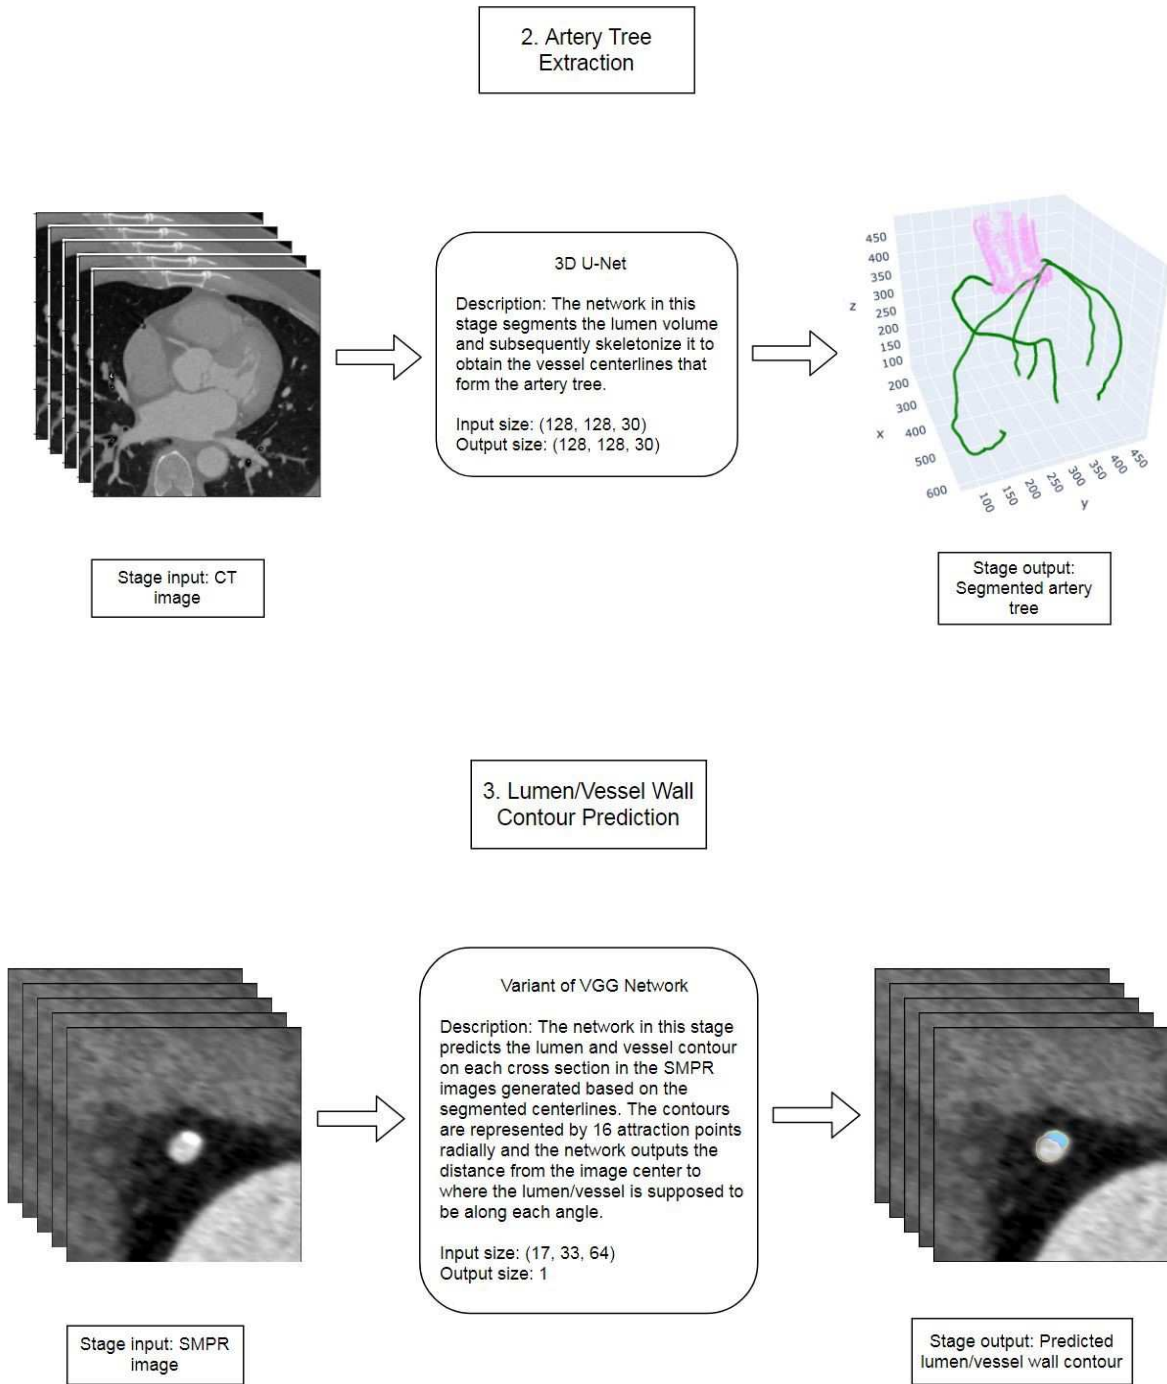 2. Artery Tree
Extraction
3D U-Net
Description: The network in this
stage segments the lumen volume
and subsequently skeletonize it to
obtain the vessel centerlines that
form the artery tree.
Input size: (128, 128, 30)
Output size: (128, 128, 30)
450
400
350
300
250
200
150
100
z
200
300
400
500
600
x
100
150
200
250
300
350
400
450
y
Stage input: CT
image
Stage output:
Segmented artery
tree
3. Lumen/Vessel Wall
Contour Prediction
Variant of VGG Network
Description: The network in this stage
predicts the lumen and vessel contour
on each cross section in the SMPR
images generated based on the
segmented centerlines. The contours
are represented by 16 attraction points
radially and the network outputs the
distance from the image center to
where the lumen/vessel is supposed to
be along each angle.
Input size: (17, 33, 64)
Output size: 1
Stage input: SMPR
image
Stage output: Predicted
lumen/vessel wall contour